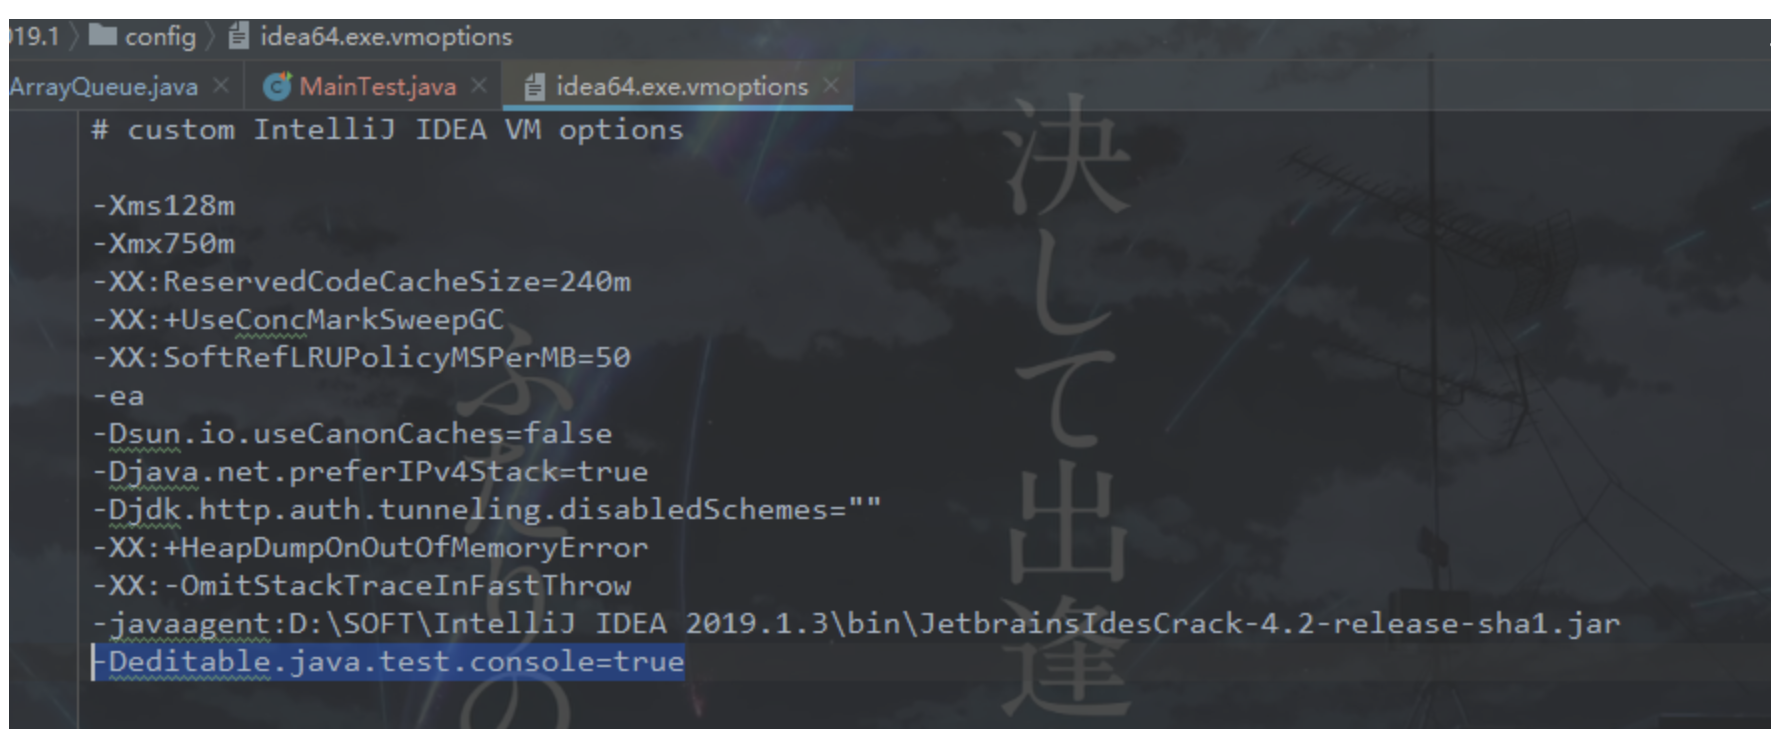 019.1 〉 config 〉 idea64.exe.vmoptions
ArrayQueue.java × MainTest.java × idea64.exe.vmoptions ×
# custom IntelliJ IDEA VM options
-Xms128m
-Xmx750m
-XX:ReservedCodeCacheSize=240m
-XX:+UseConcMarkSweepGC
-XX:SoftRefLRUPolicyMSPerMB=50
-ea
-Dsun.io.useCanonCaches=false
-Djava.net.preferIPv4Stack=true
-Djdk.http.auth.tunneling.disabledSchemes=""
-XX:+HeapDumpOnOutOfMemoryError
-XX:-OmitStackTraceInFastThrow
-javaagent:D:\SOFT\IntelliJ IDEA 2019.1.3\bin\JetbrainsIdesCrack-4.2-release-sha1.jar
-Deditable.java.test.console=true
決して出逢
ふたりの